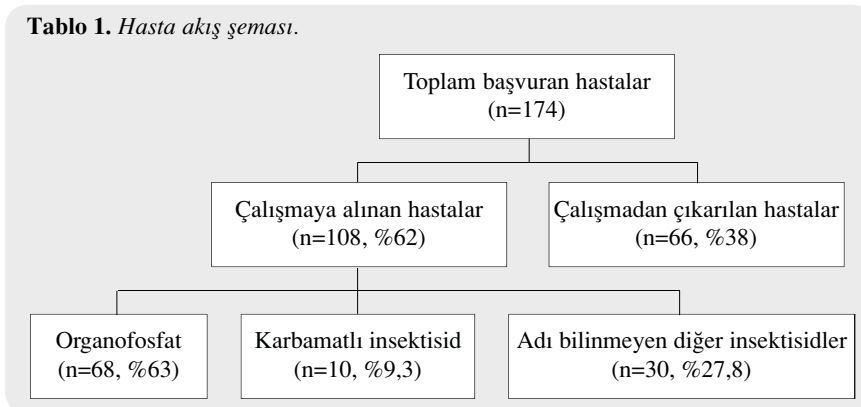 Tablo 1. Hasta akış şeması.
Toplam başvuran hastalar
(n=174)
Çalışmaya alınan hastalar
(n=108, %62)
Çalışmadan çıkarılan hastalar
(n=66, %38)
Organofosfat
(n=68, %63)
Karbamatlı insektisid
(n=10, %9,3)
Adı bilinmeyen diğer insektisidler
(n=30, %27,8)